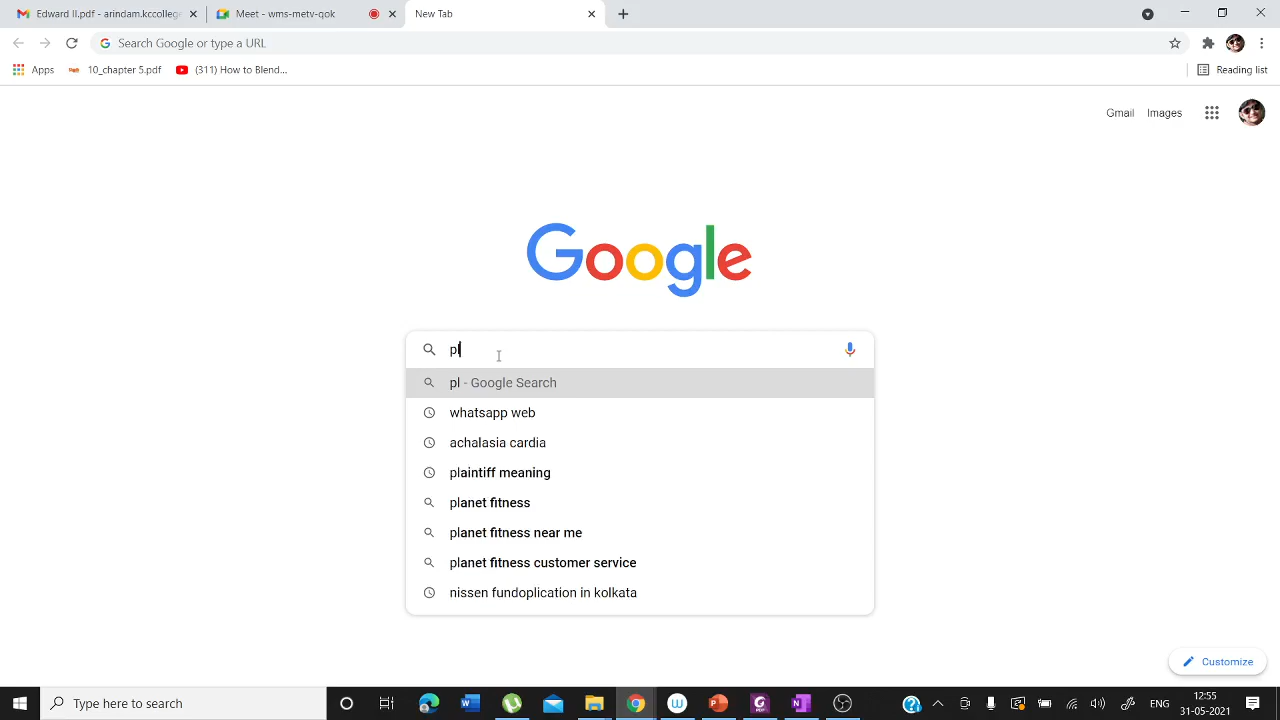 Edward II.pdf - arindam.kccolleg
Meet - wms-metv-qok
New Tab
Search Google or type a URL
Apps
10_chapter 5.pdf
(311) How to Blend...
Reading list
Gmail
Images
Google
pl
pl - Google Search
whatsapp web
achalasia cardia
plaintiff meaning
planet fitness
planet fitness near me
planet fitness customer service
nissen fundoplication in kolkata
Customize
Type here to search
ENG
12:55
31-05-2021